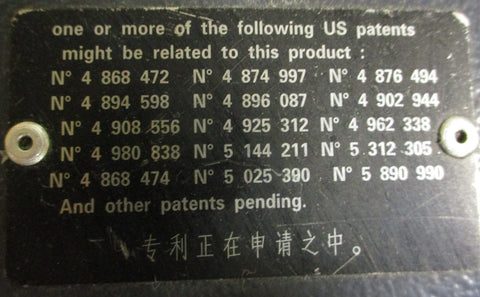 one or more of the following US patents
might be related to this product :
N° 4 868 472 N° 4 874 997 N° 4 876 494
N° 4 894 598 N° 4 896 087 N° 4 902 944
N° 4 908 556 N° 4 925 312 N° 4 962 338
N° 4 980 838 N° 5 144 211 N° 5 312 305
N° 4 868 474 N° 5 025 390 N° 5 890 990
And other patents pending.
专利正在申请之中。